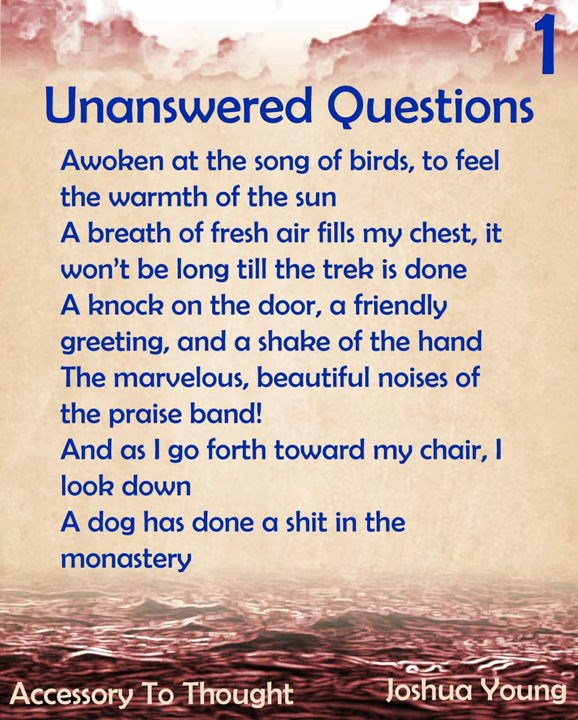 1
Unanswered Questions
Awoken at the song of birds, to feel
the warmth of the sun
A breath of fresh air fills my chest, it
won't be long till the trek is done
A knock on the door, a friendly
greeting, and a shake of the hand
The marvelous, beautiful noises of
the praise band!
And as I go forth toward my chair, I
look down
A dog has done a shit in the
monastery
Accessory To Thought
Joshua Young